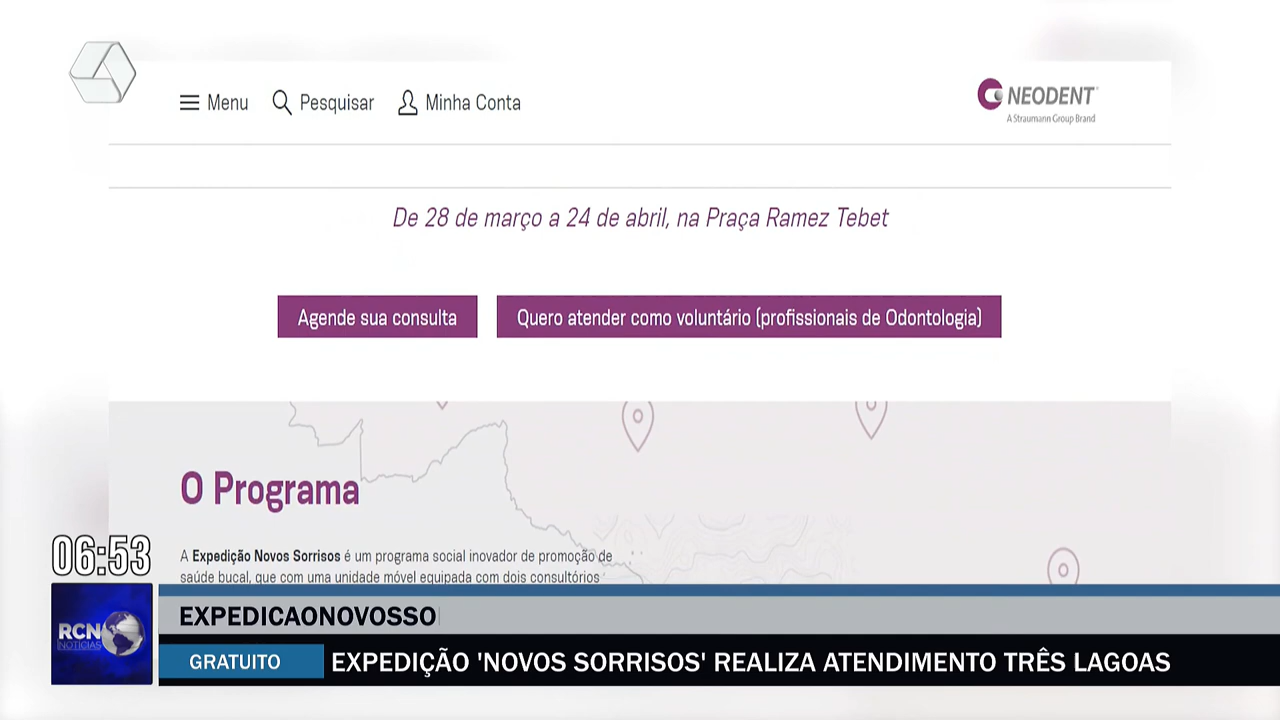 Menu
Pesquisar
Minha Conta
NEODENT
A Straumann Group Brand
De 28 de março a 24 de abril, na Praça Ramez Tebet
Agende sua consulta
Quero atender como voluntário (profissionais de Odontologia)
O Programa
A Expedição Novos Sorrisos é um programa social inovador de promoção de
saúde bucal, que com uma unidade móvel equipada com dois consultórios
06:53
RCN
NOTÍCIAS
EXPEDICAONOVOSSO
GRATUITO
EXPEDIÇÃO 'NOVOS SORRISOS' REALIZA ATENDIMENTO TRÊS LAGOAS